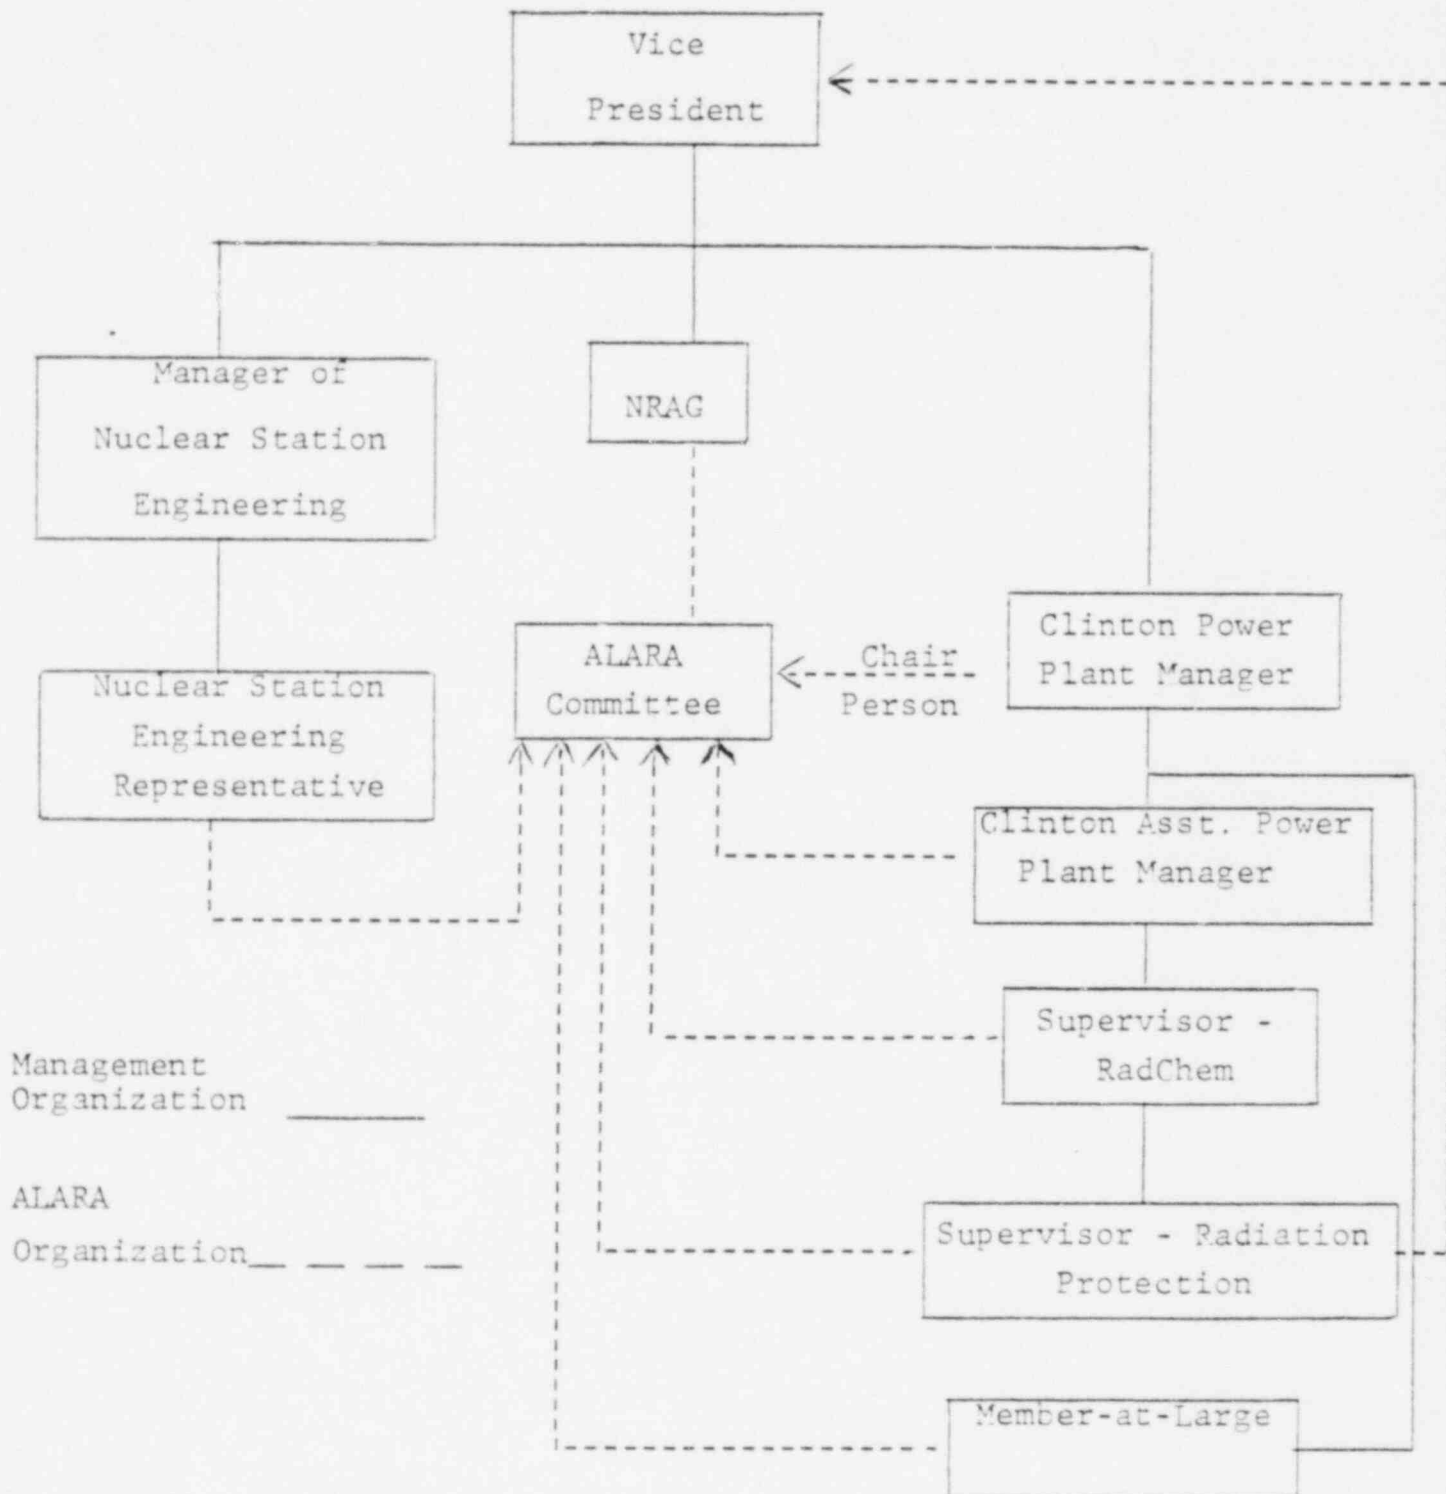 Vice
President
Manager of
Nuclear Station
Engineering
NRAG
Nuclear Station
Engineering
Representative
ALARA
Committee
Chair
Person
Clinton Power
Plant Manager
Clinton Asst. Power
Plant Manager
Supervisor -
RadChem
Supervisor - Radiation
Protection
Member-at-Large
Management
Organization
ALARA
Organization